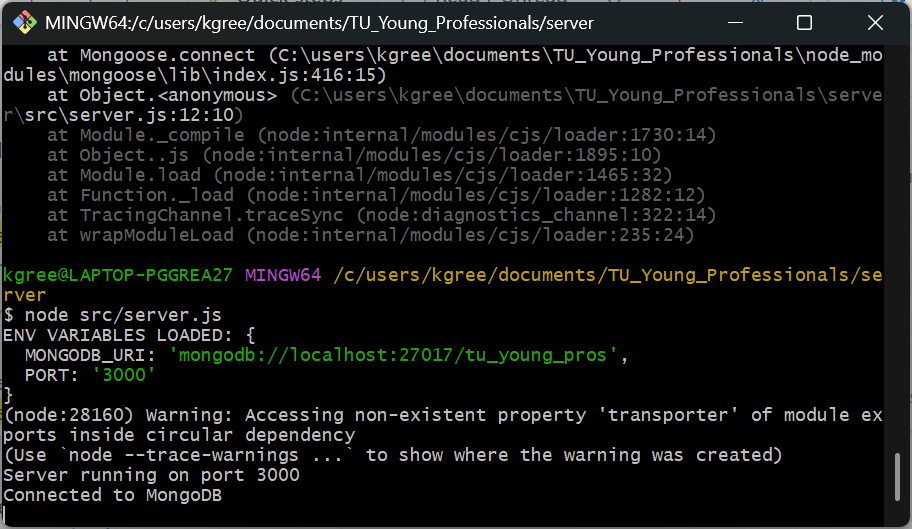 MINGW64:/c/users/kgree/documents/TU_Young_Professionals/server
    at Mongoose.connect (C:\users\kgree\documents\TU_Young_Professionals\node_mo
dules\mongoose\lib\index.js:416:15)
    at Object.<anonymous> (C:\users\kgree\documents\TU_Young_Professionals\serve
r\src\server.js:12:10)
    at Module._compile (node:internal/modules/cjs/loader:1730:14)
    at Object..js (node:internal/modules/cjs/loader:1895:10)
    at Module.load (node:internal/modules/cjs/loader:1465:32)
    at Function._load (node:internal/modules/cjs/loader:1282:12)
    at TracingChannel.traceSync (node:diagnostics_channel:322:14)
    at wrapModuleLoad (node:internal/modules/cjs/loader:235:24)
kgree@LAPTOP-PGGREA27 MINGW64 /c/users/kgree/documents/TU_Young_Professionals/se
rver
$ node src/server.js
ENV VARIABLES LOADED: {
  MONGODB_URI: 'mongodb://localhost:27017/tu_young_pros',
  PORT: '3000'
}
(node:28160) Warning: Accessing non-existent property 'transporter' of module ex
ports inside circular dependency
(Use `node --trace-warnings ...` to show where the warning was created)
Server running on port 3000
Connected to MongoDB